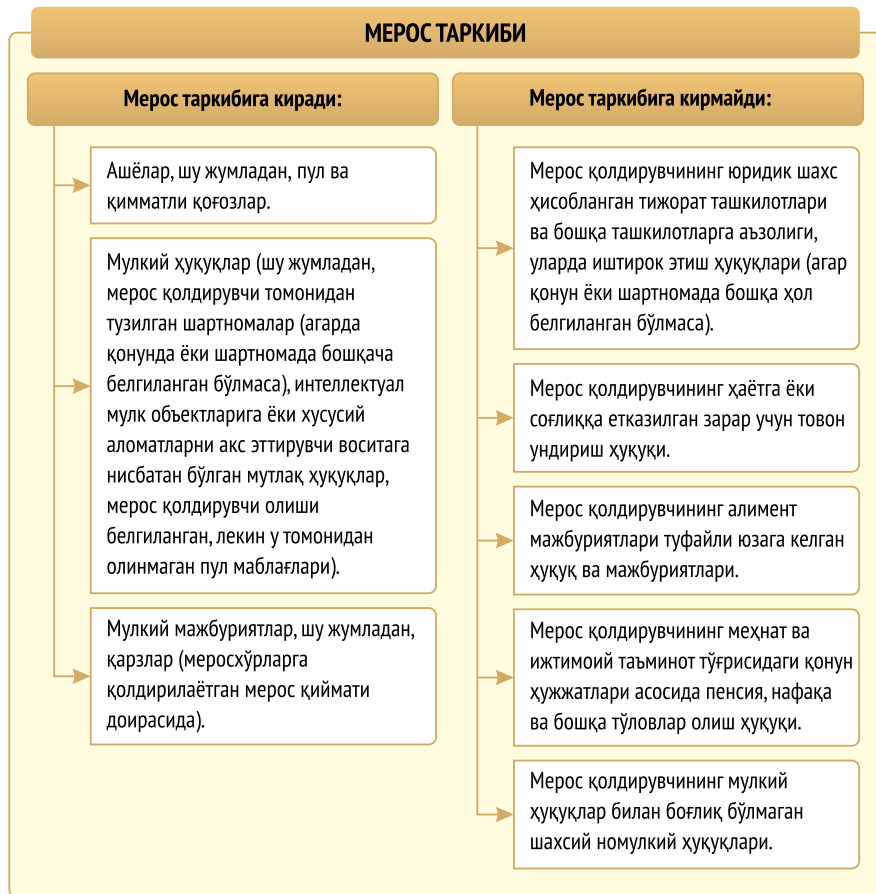 МЕРОС ТАРКИБИ
Мерос таркибига киради:
Ашёлар, шу жумладан, пул ва
қимматли қоғозлар.
Мулкий ҳуқуқлар (шу жумладан,
мерос қолдирувчи томонидан
тузилган шартномалар (агарда
қонунда ёки шартномада бошқача
белгиланган бўлмаса), интеллектуал
мулк объектларига ёки хусусий
аломатларни акс эттирувчи воситага
нисбатан бўлган мутлақ ҳуқуқлар,
мерос қолдирувчи олиши
белгиланган, лекин у томонидан
олинмаган пул маблағлари).
Мулкий мажбуриятлар, шу жумладан,
қарзлар (меросхўрларга
қолдирилаётган мерос қиймати
доирасида).
Мерос таркибига кирмайди:
Мерос қолдирувчининг юридик шахс
ҳисобланган тижорат ташкилотлари
ва бошқа ташкилотларга аъзолиги,
уларда иштирок этиш ҳуқуқлари (агар
қонун ёки шартномада бошқа ҳол
белгиланган бўлмаса).
Мерос қолдирувчининг ҳаётга ёки
соғлиққа етказилган зарар учун товон
ундириш ҳуқуқи.
Мерос қолдирувчининг алимент
мажбуриятлари туфайли юзага келган
ҳуқуқ ва мажбуриятлари.
Мерос қолдирувчининг меҳнат ва
ижтимоий таъминот тўғрисидаги қонун
ҳужжатлари асосида пенсия, нафақа
ва бошқа тўловлар олиш ҳуқуқи.
Мерос қолдирувчининг мулкий
ҳуқуқлар билан боғлиқ бўлмаган
шахсий номулкий ҳуқуқлари.